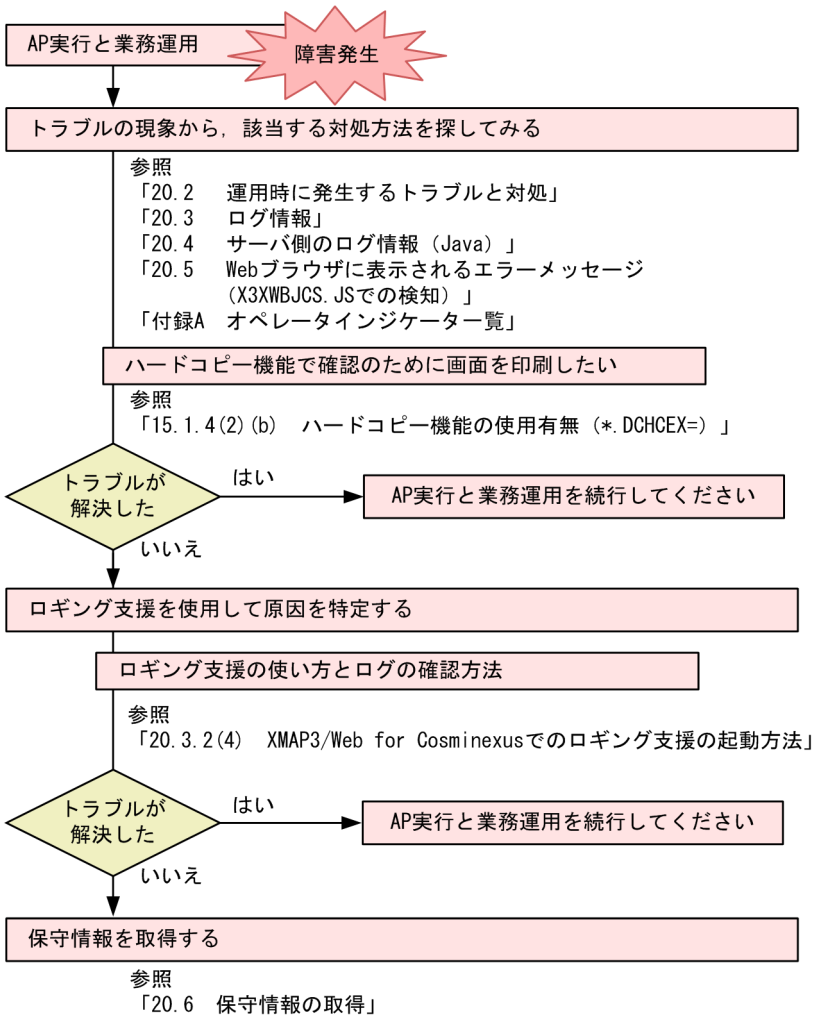 AP実行と業務運用
障害発生
トラブルの現象から，該当する対処方法を探してみる
参照
「20.2　運用時に発生するトラブルと対処」
「20.3　ログ情報」
「20.4　サーバ側のログ情報（Java）」
「20.5　Webブラウザに表示されるエラーメッセージ
（X3XWBJCS.JSでの検知）」
「付録A　オペレータインジケーター覧」
ハードコピー機能で確認のために画面を印刷したい
参照
「15.1.4(2)(b)　ハードコピー機能の使用有無（*.DCHCEX=）」
トラブルが
解決した
はい
AP実行と業務運用を続行してください
いいえ
ロギング支援を使用して原因を特定する
ロギング支援の使い方とログの確認方法
参照
「20.3.2(4)　XMAP3/Web for Cosminexusでのロギング支援の起動方法」
トラブルが
解決した
はい
AP実行と業務運用を続行してください
いいえ
保守情報を取得する
参照
「20.6　保守情報の取得」